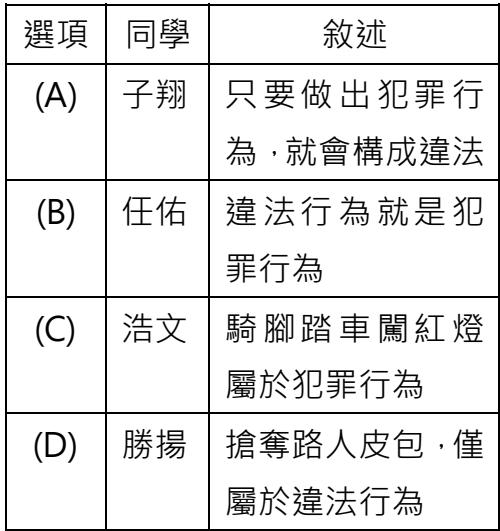 選項 同學 敘述
(A) 子翔 只要做出犯罪行
為，就會構成違法
(B) 任佑 違法行為就是犯
罪行為
(C) 浩文 騎腳踏車闖紅燈
屬於犯罪行為
(D) 勝揚 搶奪路人皮包，僅
屬於違法行為